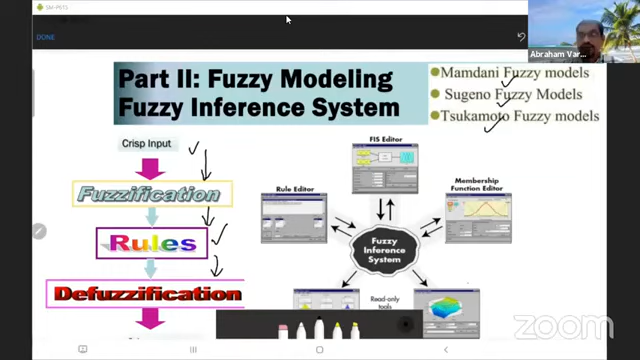 SM-P615
DONE
Abraham Var
Part II: Fuzzy Modeling
Fuzzy Inference System
Mamdani Fuzzy models
Sugeno Fuzzy Models
Tsukamoto Fuzzy models
Crisp Input
Fuzzification
Rules
Defuzzification
FIS Editor
Rule Editor
Membership
Function Editor
Fuzzy
Inference
System
Read-only
tools
zoom